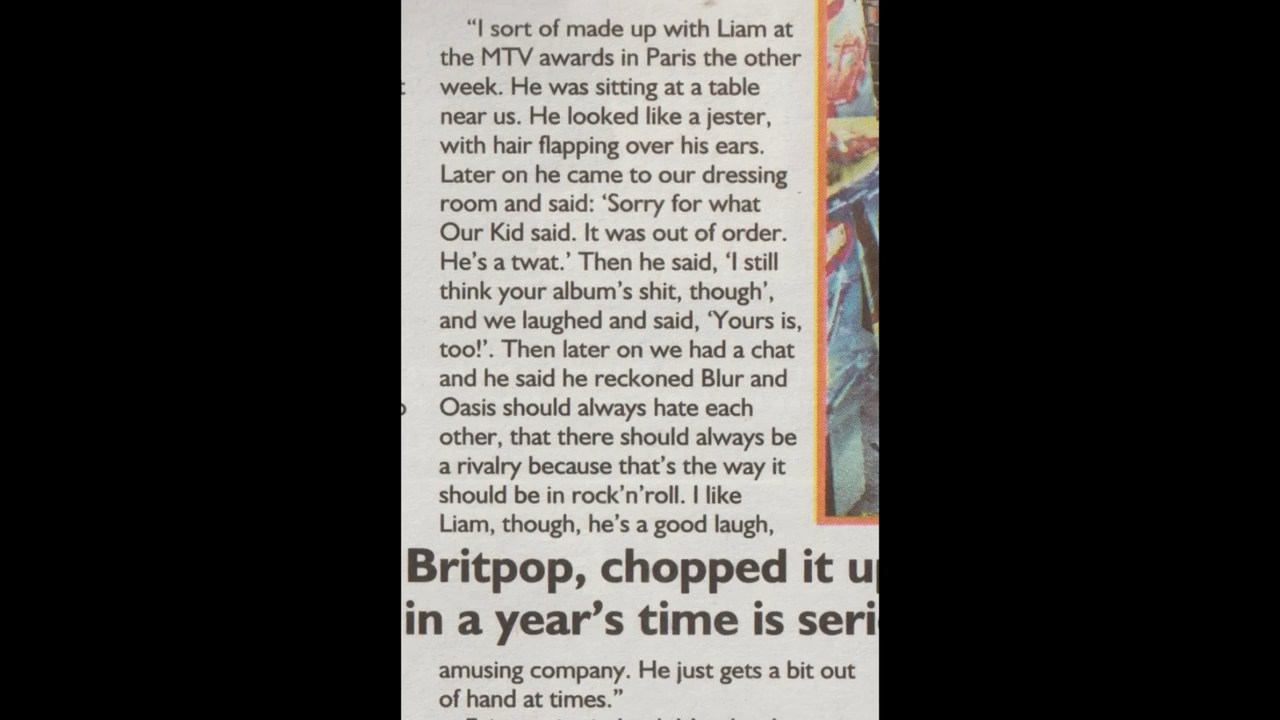 “I sort of made up with Liam at
the MTV awards in Paris the other
week. He was sitting at a table
near us. He looked like a jester,
with hair flapping over his ears.
Later on he came to our dressing
room and said: ‘Sorry for what
Our Kid said. It was out of order.
He’s a twat.’ Then he said, ‘I still
think your album’s shit, though’,
and we laughed and said, ‘Yours is,
too!’. Then later on we had a chat
and he said he reckoned Blur and
Oasis should always hate each
other, that there should always be
a rivalry because that’s the way it
should be in rock’n’roll. I like
Liam, though, he’s a good laugh,
Britpop, chopped it up
in a year’s time is seri
amusing company. He just gets a bit out
of hand at times.”